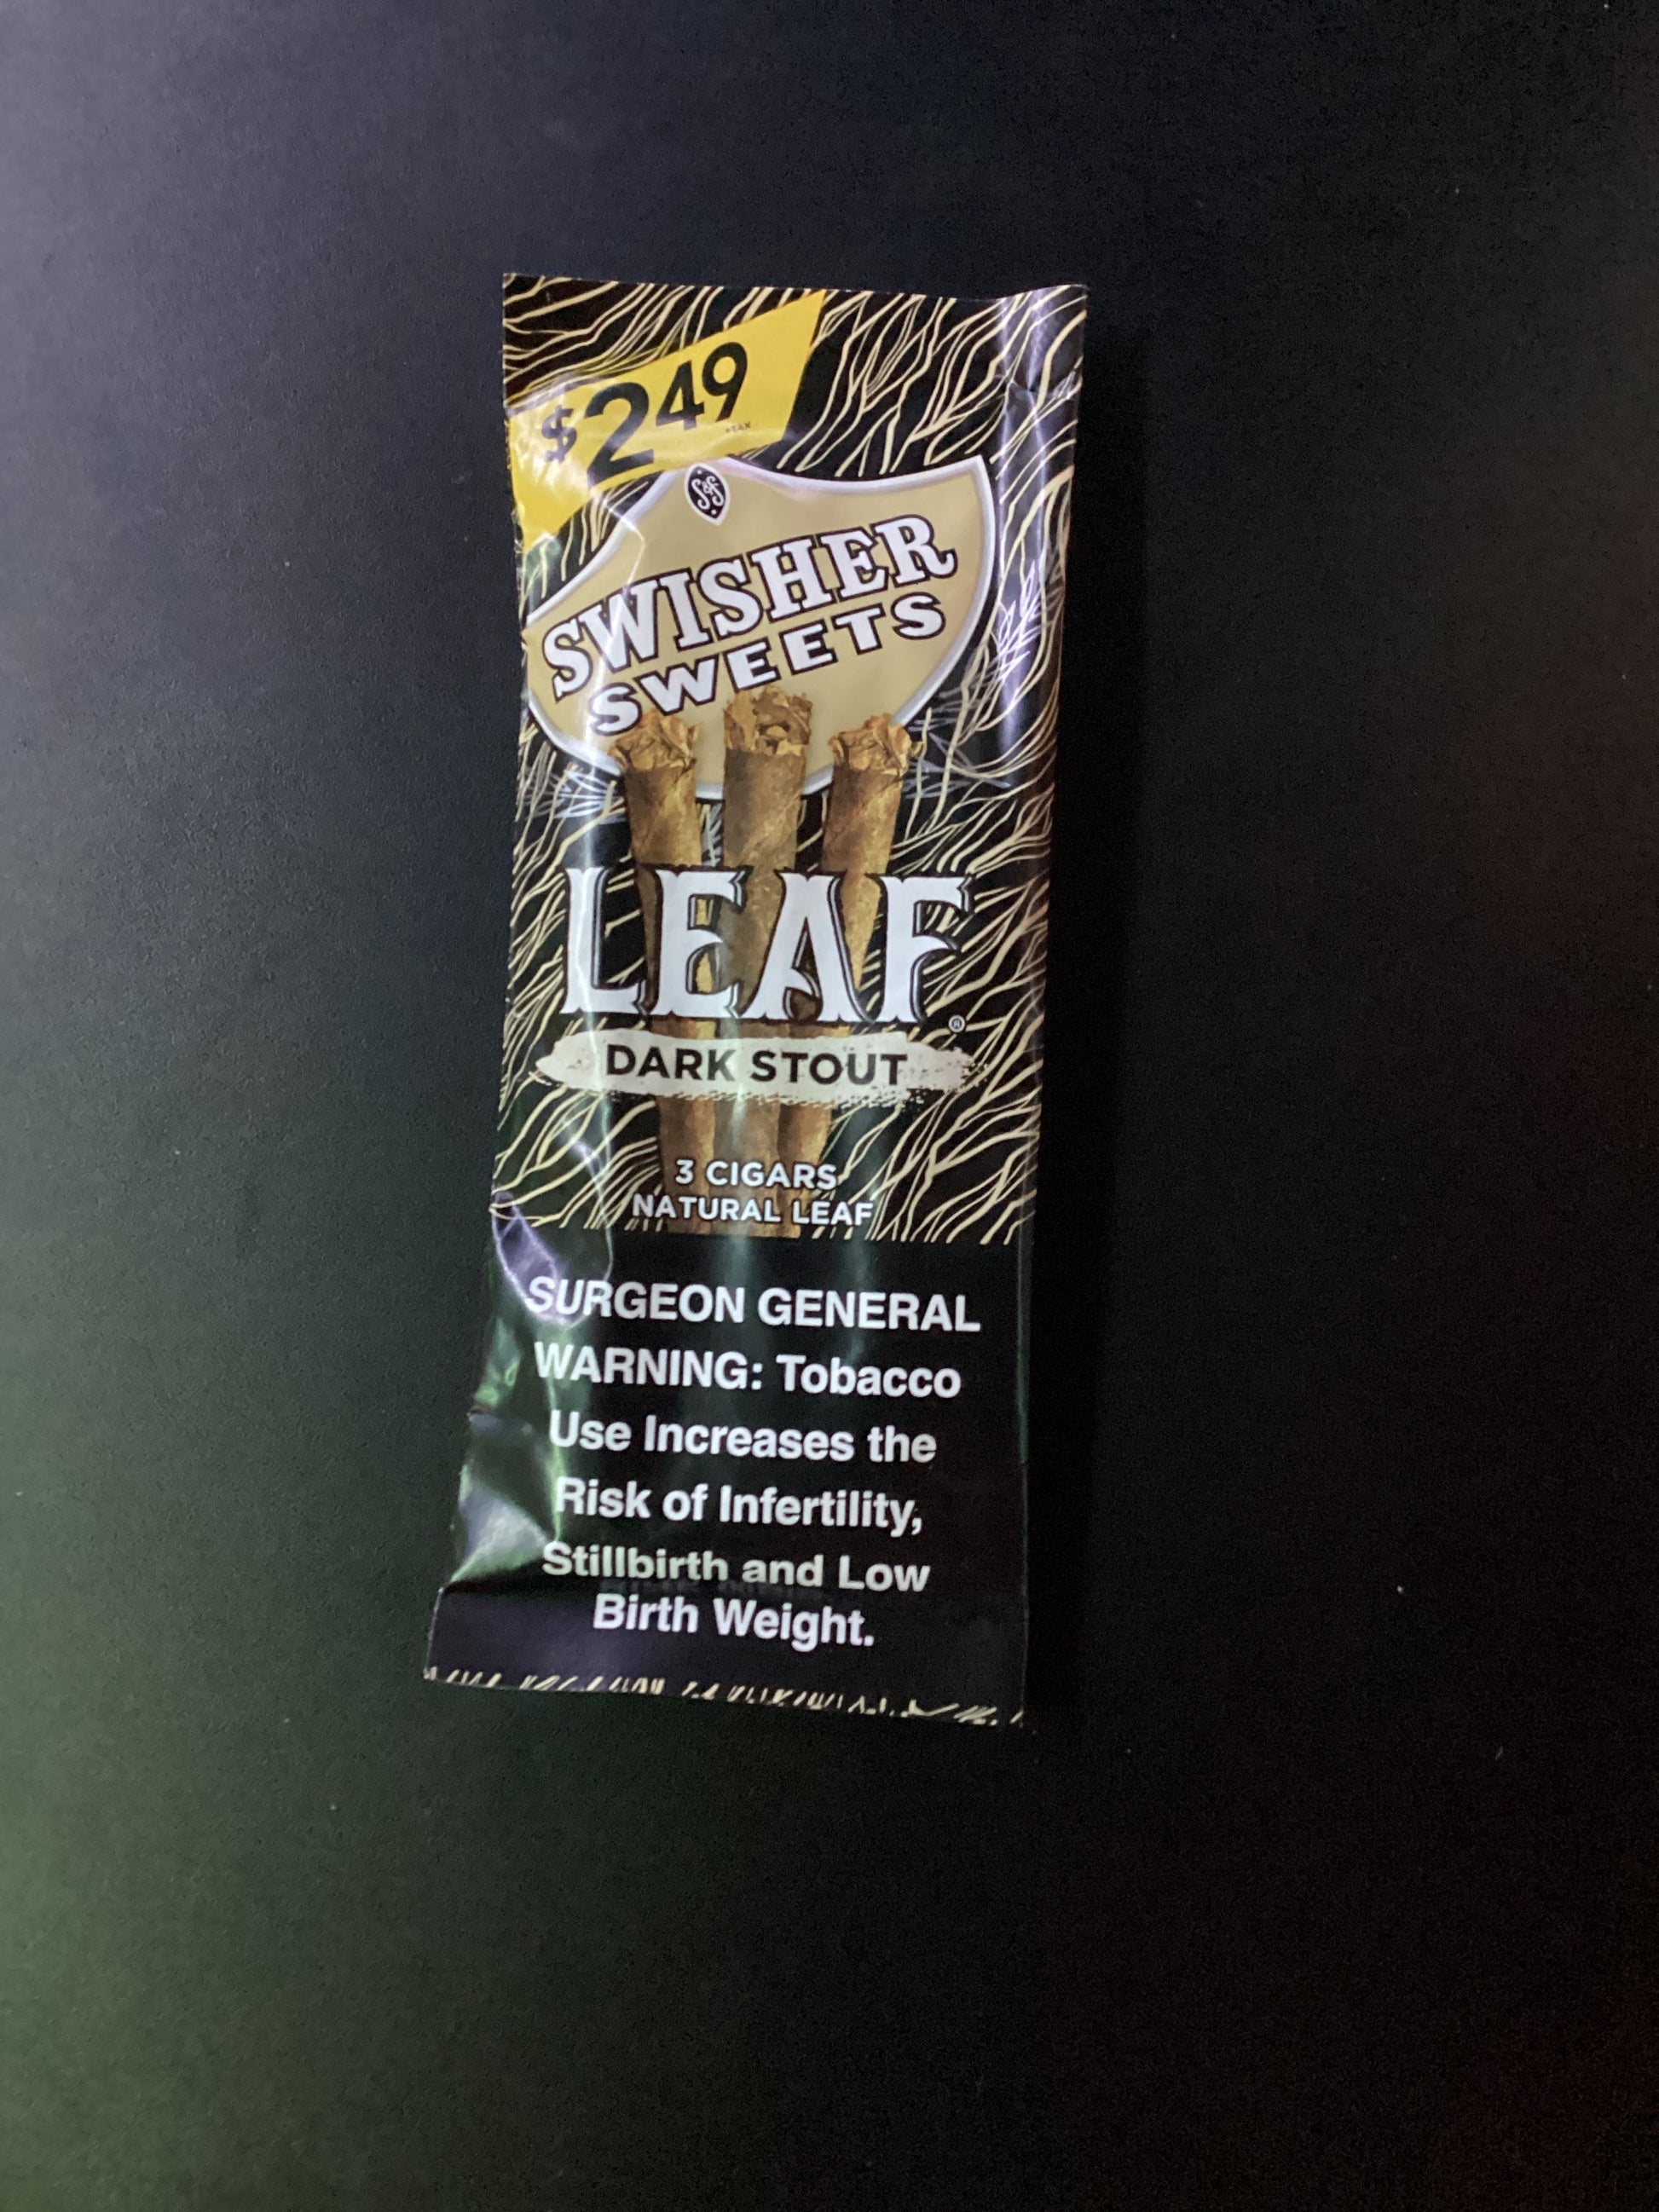 $2.49
+TAX
S&S
SWISHER
SWEETS
LEAF®
DARK STOUT
3 CIGARS
NATURAL LEAF
SURGEON GENERAL
WARNING: Tobacco
Use Increases the
Risk of Infertility,
Stillbirth and Low
Birth Weight.